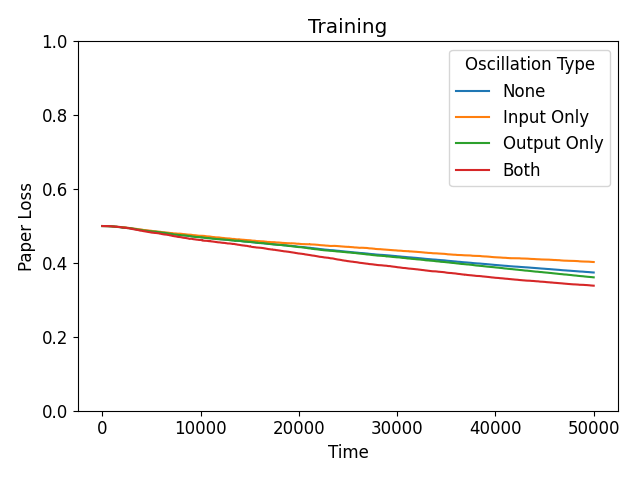 Training
Paper Loss
1.0
0.8
0.6
0.4
0.2
0.0
Oscillation Type
None
Input Only
Output Only
Both
0 10000 20000 30000 40000 50000
Time